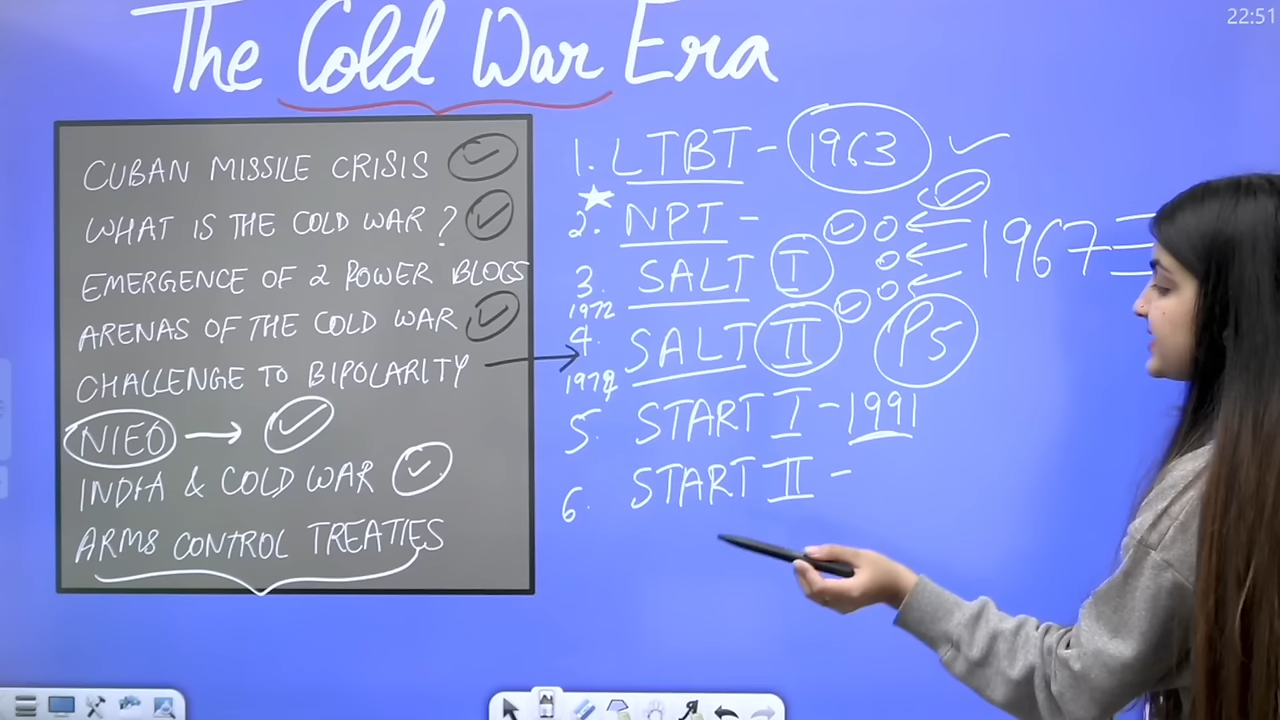 22:51
The Cold War Era
CUBAN MISSILE CRISIS
WHAT IS THE COLD WAR?
EMERGENCE OF 2 POWER BLOCS
ARENAS OF THE COLD WAR
CHALLENGE TO BIPOLARITY
NIEO
INDIA & COLD WAR
ARMS CONTROL TREATIES
1. LTBT - 1963
2. NPT -
1967
3. SALT I
1972
4. SALT II
P5
1979
5. START I - 1991
6. START II -